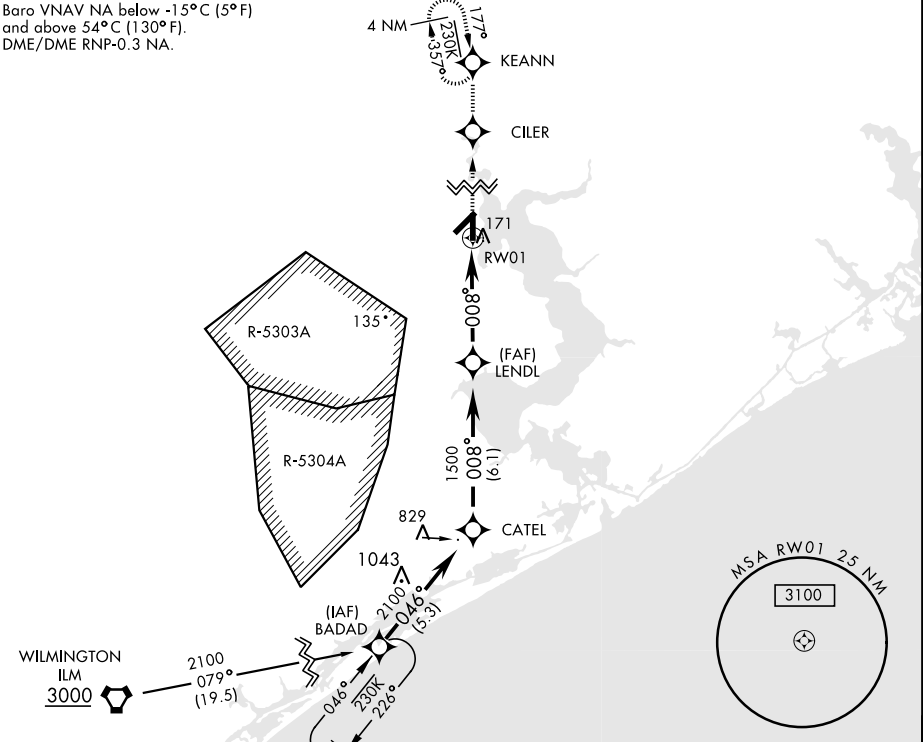 Baro VNAV NA below -15°C (5°F)
and above 54°C (130°F).
DME/DME RNP-0.3 NA.
4 NM
230K
357°
177°
KEANN
CILER
171
RW01
008°
(FAF)
LENDL
1500
008°
(6.1)
R-5303A
135
R-5304A
829
CATEL
1043
2100
046°
(5.3)
(IAF)
BADAD
WILMINGTON
ILM
3000
2100
079°
(19.5)
046°
230K
226°
MSA RW01 25 NM
3100